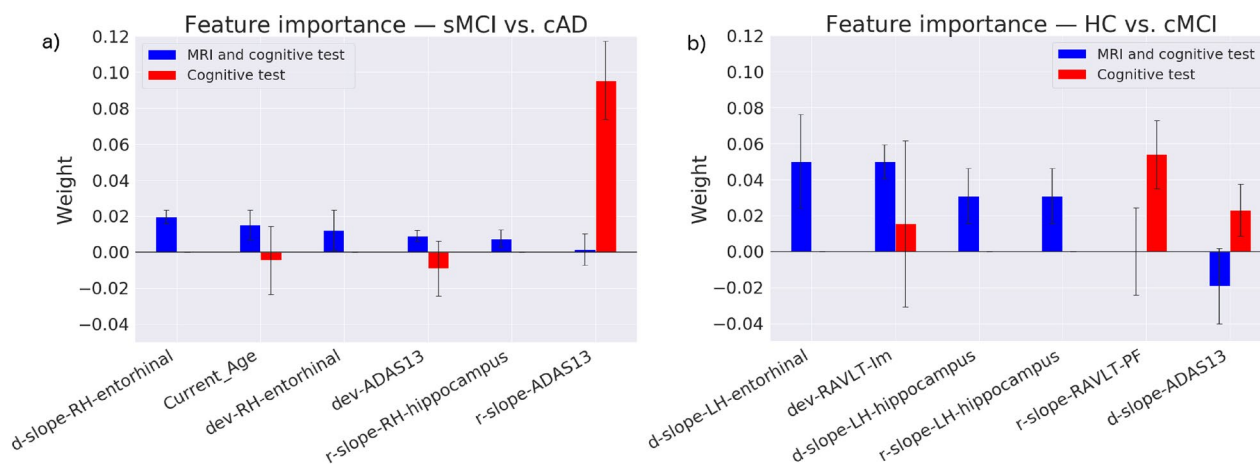 a)
Feature importance — sMCI vs. cAD
MRI and cognitive test
Cognitive test
Weight
0.12
0.10
0.08
0.06
0.04
0.02
0.00
−0.02
−0.04
d-slope-RH-entorhinal
Current_Age
dev-RH-entorhinal
dev-ADAS13
r-slope-RH-hippocampus
r-slope-ADAS13
b)
Feature importance — HC vs. cMCI
MRI and cognitive test
Cognitive test
Weight
0.12
0.10
0.08
0.06
0.04
0.02
0.00
−0.02
−0.04
d-slope-LH-entorhinal
dev-RAVLT-Im
d-slope-LH-hippocampus
r-slope-LH-hippocampus
r-slope-RAVLT-PF
d-slope-ADAS13